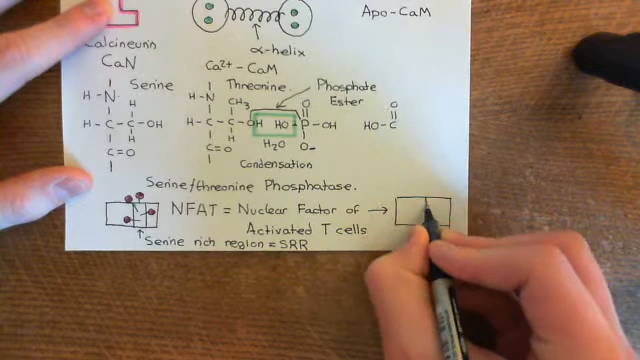 Apo-CaM
α-helix
Calcineurin
CaN
Ca2+ - CaM
Serine
Threonine
Phosphate
Ester
H-N
H
H-C-C-OH
H
C=O
H-N
CH3
H-C-C-OH HO-P-OH
O
O-
H
C=O
H2O
HO-C
O
Condensation
Serine/threonine Phosphatase.
NFAT = Nuclear Factor of →
Activated T cells
Serine rich region = SRR